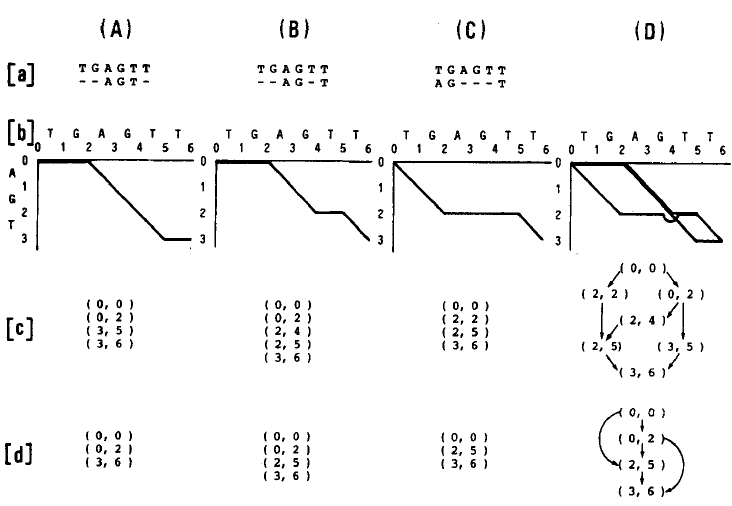 (A) (B) (C) (D)
[a] TGAGTT TGAGTT TGAGTT
--AGT- --AG-T AG---T
[b] T G A G T T T G A G T T T G A G T T T G A G T T
0 1 2 3 4 5 6 0 1 2 3 4 5 6 0 1 2 3 4 5 6 0 1 2 3 4 5 6
0 0 0 0
A
1 1 1 1
G
2 2 2 2
T
3 3 3 3
(0, 0)
(0, 0) (0, 0) (0, 0) (2, 2) (0, 2)
(0, 2) (0, 2) (2, 2)
[c] (3, 5) (2, 4) (2, 5) (2, 4)
(3, 6) (2, 5) (3, 6) (2, 5) (3, 5)
(3, 6)
(3, 6)
(0, 0)
(0, 0) (0, 0) (0, 0) (0, 2)
[d] (0, 2) (0, 2) (2, 5)
(3, 6) (2, 5) (3, 6) (2, 5)
(3, 6)
(3, 6)